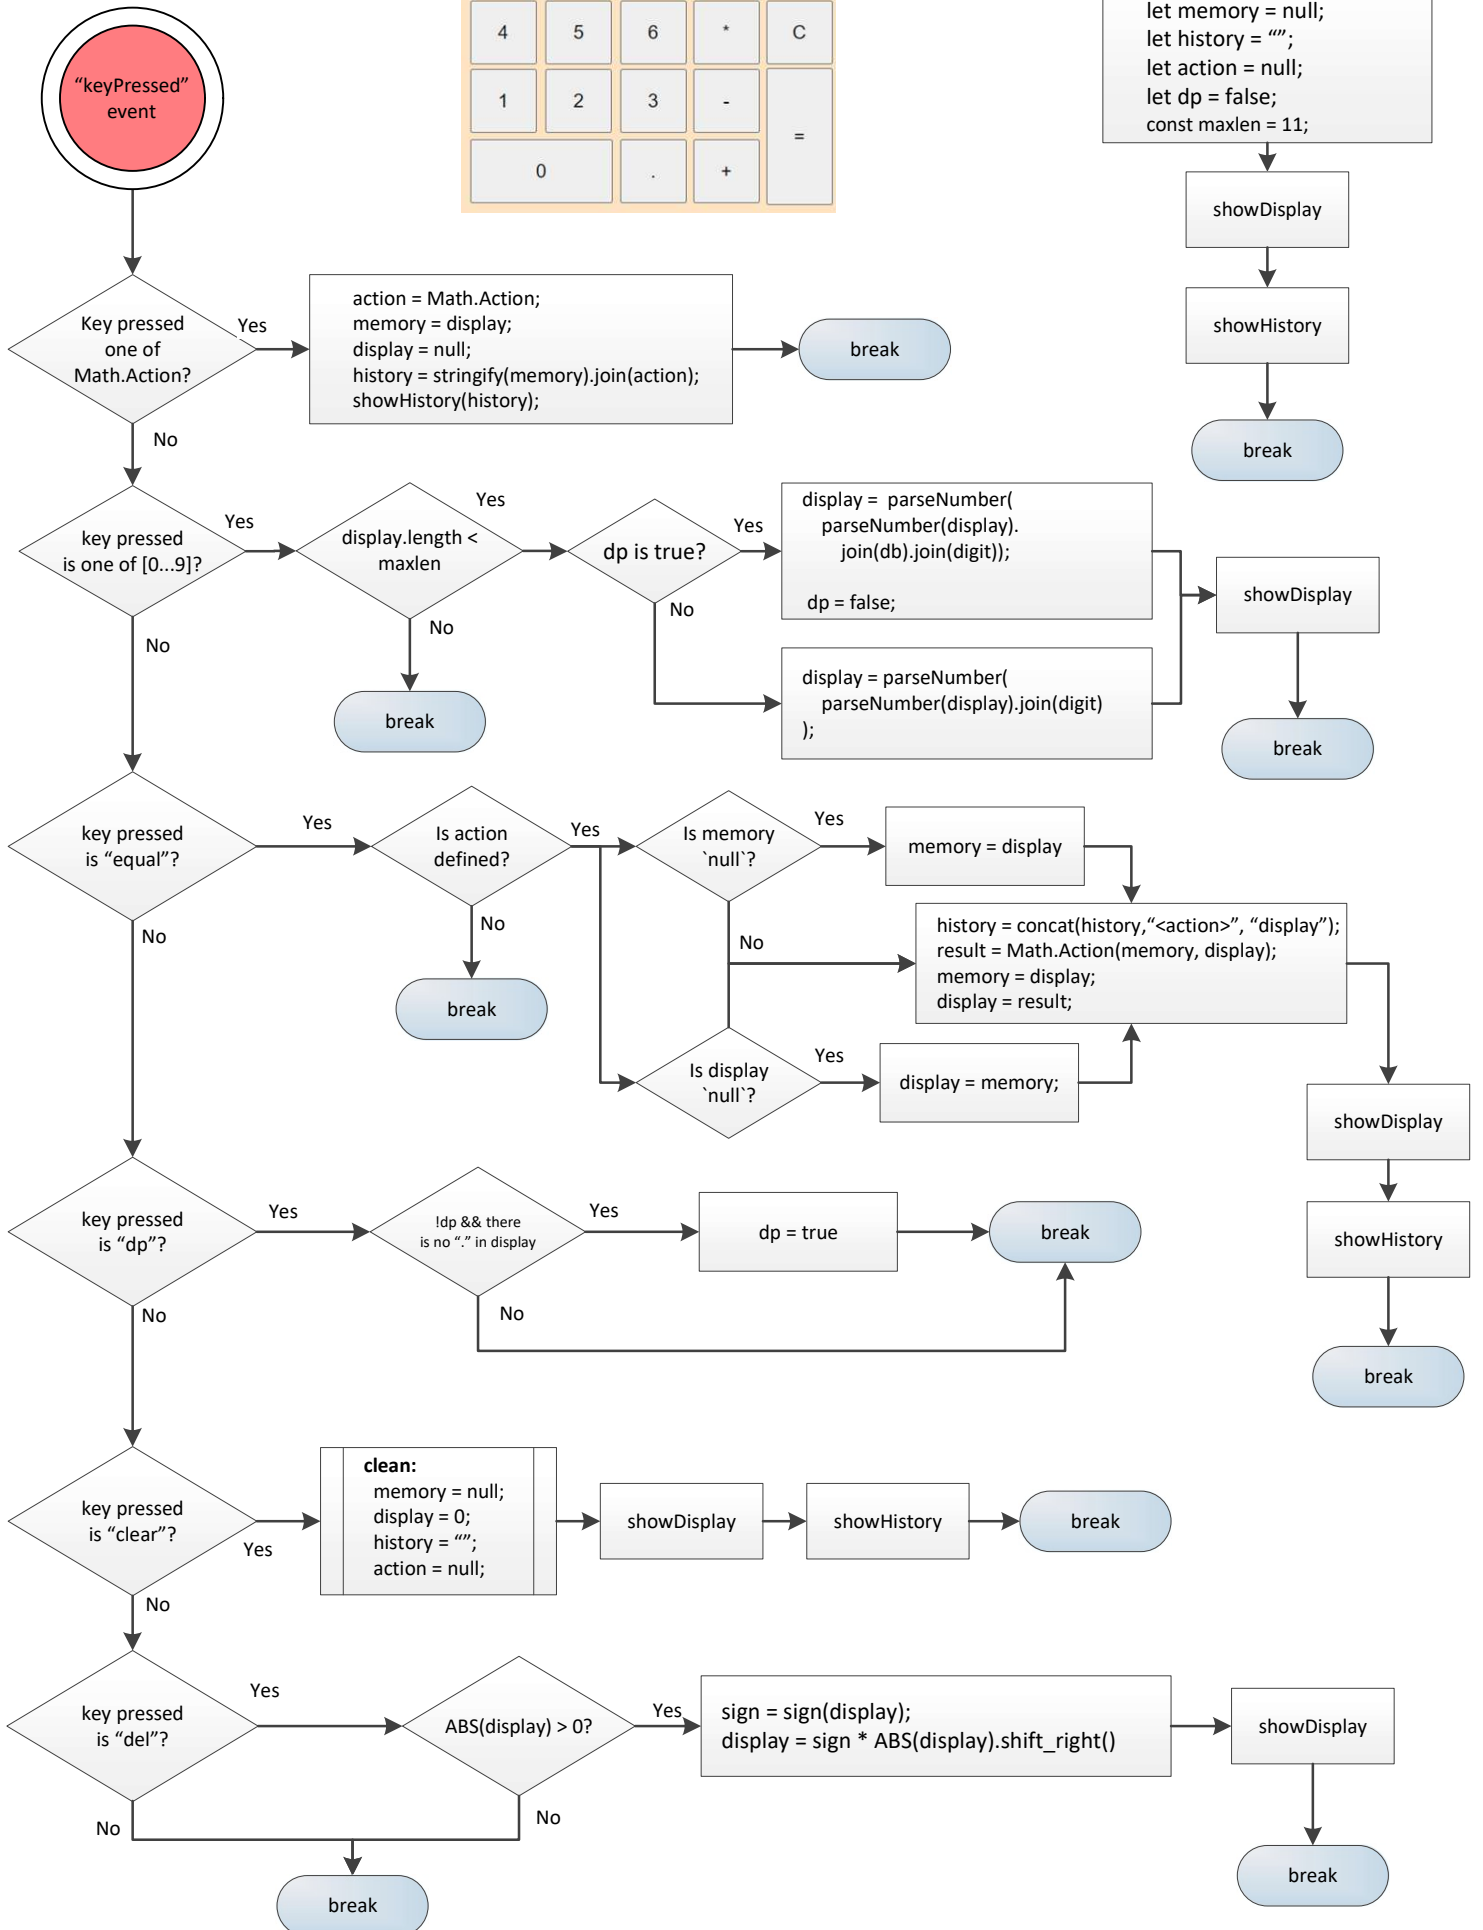 “keyPressed”
event
4 5 6 * C
1 2 3 -
=
0 . +
let memory = null;
let history = “”;
let action = null;
let dp = false;
const maxlen = 11;
showDisplay
showHistory
break
Key pressed
one of
Math.Action?
Yes
No
action = Math.Action;
memory = display;
display = null;
history = stringify(memory).join(action);
showHistory(history);
break
key pressed
is one of [0...9]?
Yes
No
display.length <
maxlen
Yes
No
break
dp is true?
Yes
No
display = parseNumber(
parseNumber(display).
join(db).join(digit));
dp = false;
display = parseNumber(
parseNumber(display).join(digit)
);
showDisplay
break
key pressed
is “equal”?
Yes
No
Is action
defined?
Yes
No
break
Is memory
`null`?
Yes
No
memory = display
history = concat(history,“<action>”, “display”);
result = Math.Action(memory, display);
memory = display;
display = result;
Is display
`null`?
Yes
display = memory;
showDisplay
showHistory
break
key pressed
is “dp”?
Yes
No
!dp && there
is no “.” in display
Yes
No
dp = true
break
key pressed
is “clear”?
Yes
No
clean:
memory = null;
display = 0;
history = “”;
action = null;
showDisplay
showHistory
break
key pressed
is “del”?
Yes
No
ABS(display) > 0?
Yes
No
sign = sign(display);
display = sign * ABS(display).shift_right()
showDisplay
break
break